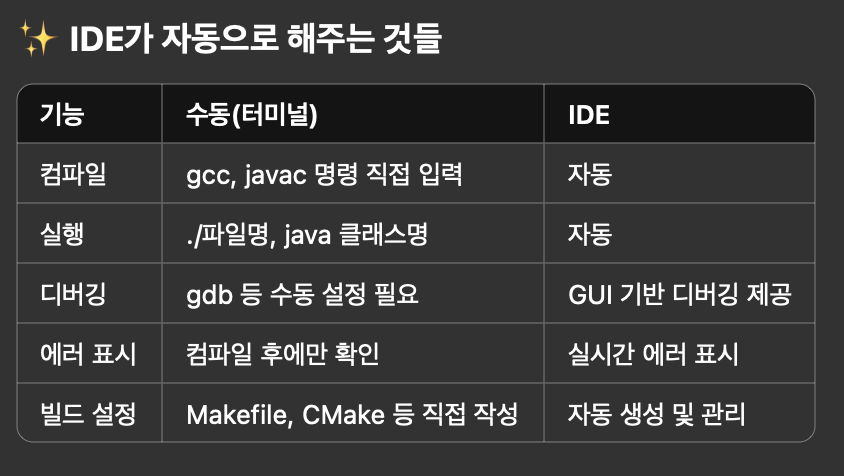 ✨ IDE가 자동으로 해주는 것들
기능 수동(터미널) IDE
컴파일 gcc, javac 명령 직접 입력 자동
실행 ./파일명, java 클래스명 자동
디버깅 gdb 등 수동 설정 필요 GUI 기반 디버깅 제공
에러 표시 컴파일 후에만 확인 실시간 에러 표시
빌드 설정 Makefile, CMake 등 직접 작성 자동 생성 및 관리